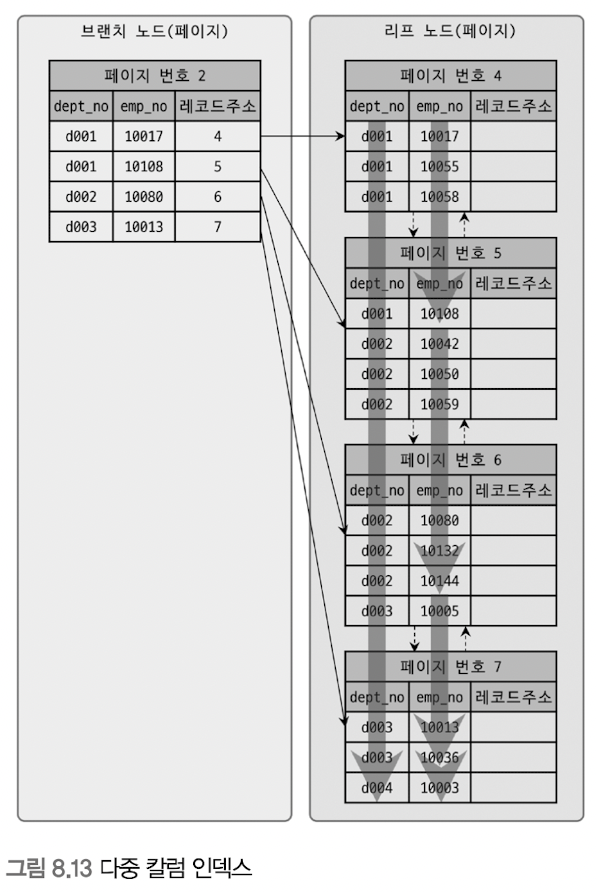 브랜치 노드(페이지)
페이지 번호 2
dept_no emp_no 레코드주소
d001 10017 4
d001 10108 5
d002 10080 6
d003 10013 7
리프 노드(페이지)
페이지 번호 4
dept_no emp_no 레코드주소
d001 10017
d001 10055
d001 10058
페이지 번호 5
dept_no emp_no 레코드주소
d001 10108
d002 10042
d002 10050
d002 10059
페이지 번호 6
dept_no emp_no 레코드주소
d002 10080
d002 10132
d002 10144
d003 10005
페이지 번호 7
dept_no emp_no 레코드주소
d003 10013
d003 10036
d004 10003
그림 8.13 다중 칼럼 인덱스